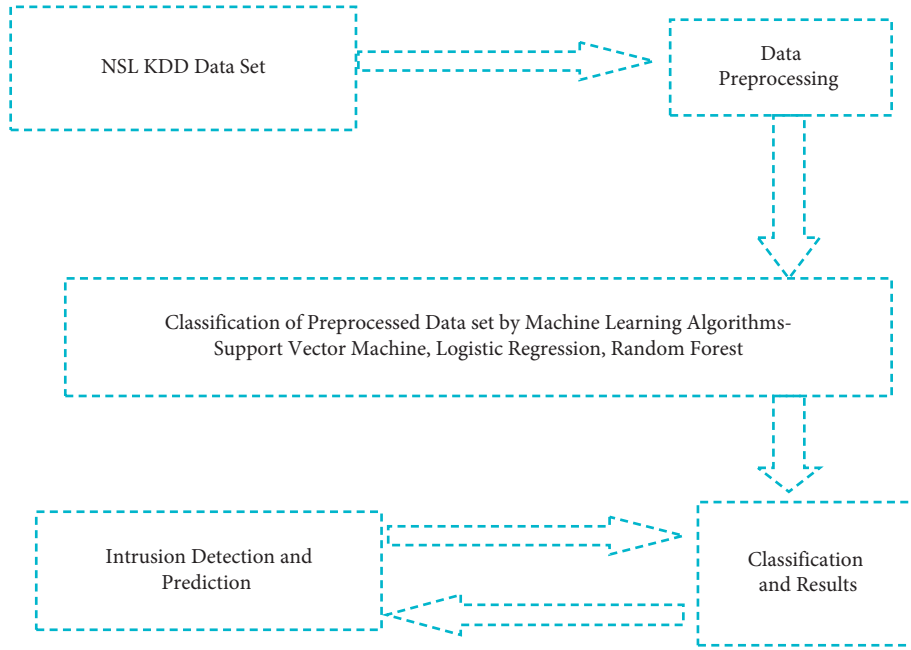 NSL KDD Data Set
Data
Preprocessing
Classification of Preprocessed Data set by Machine Learning Algorithms-
Support Vector Machine, Logistic Regression, Random Forest
Intrusion Detection and
Prediction
Classification
and Results